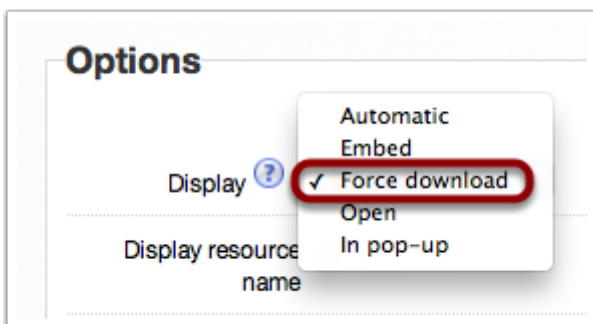 Options
Automatic
Embed
Display ? ✓ Force download
Open
Display resource In pop-up
name